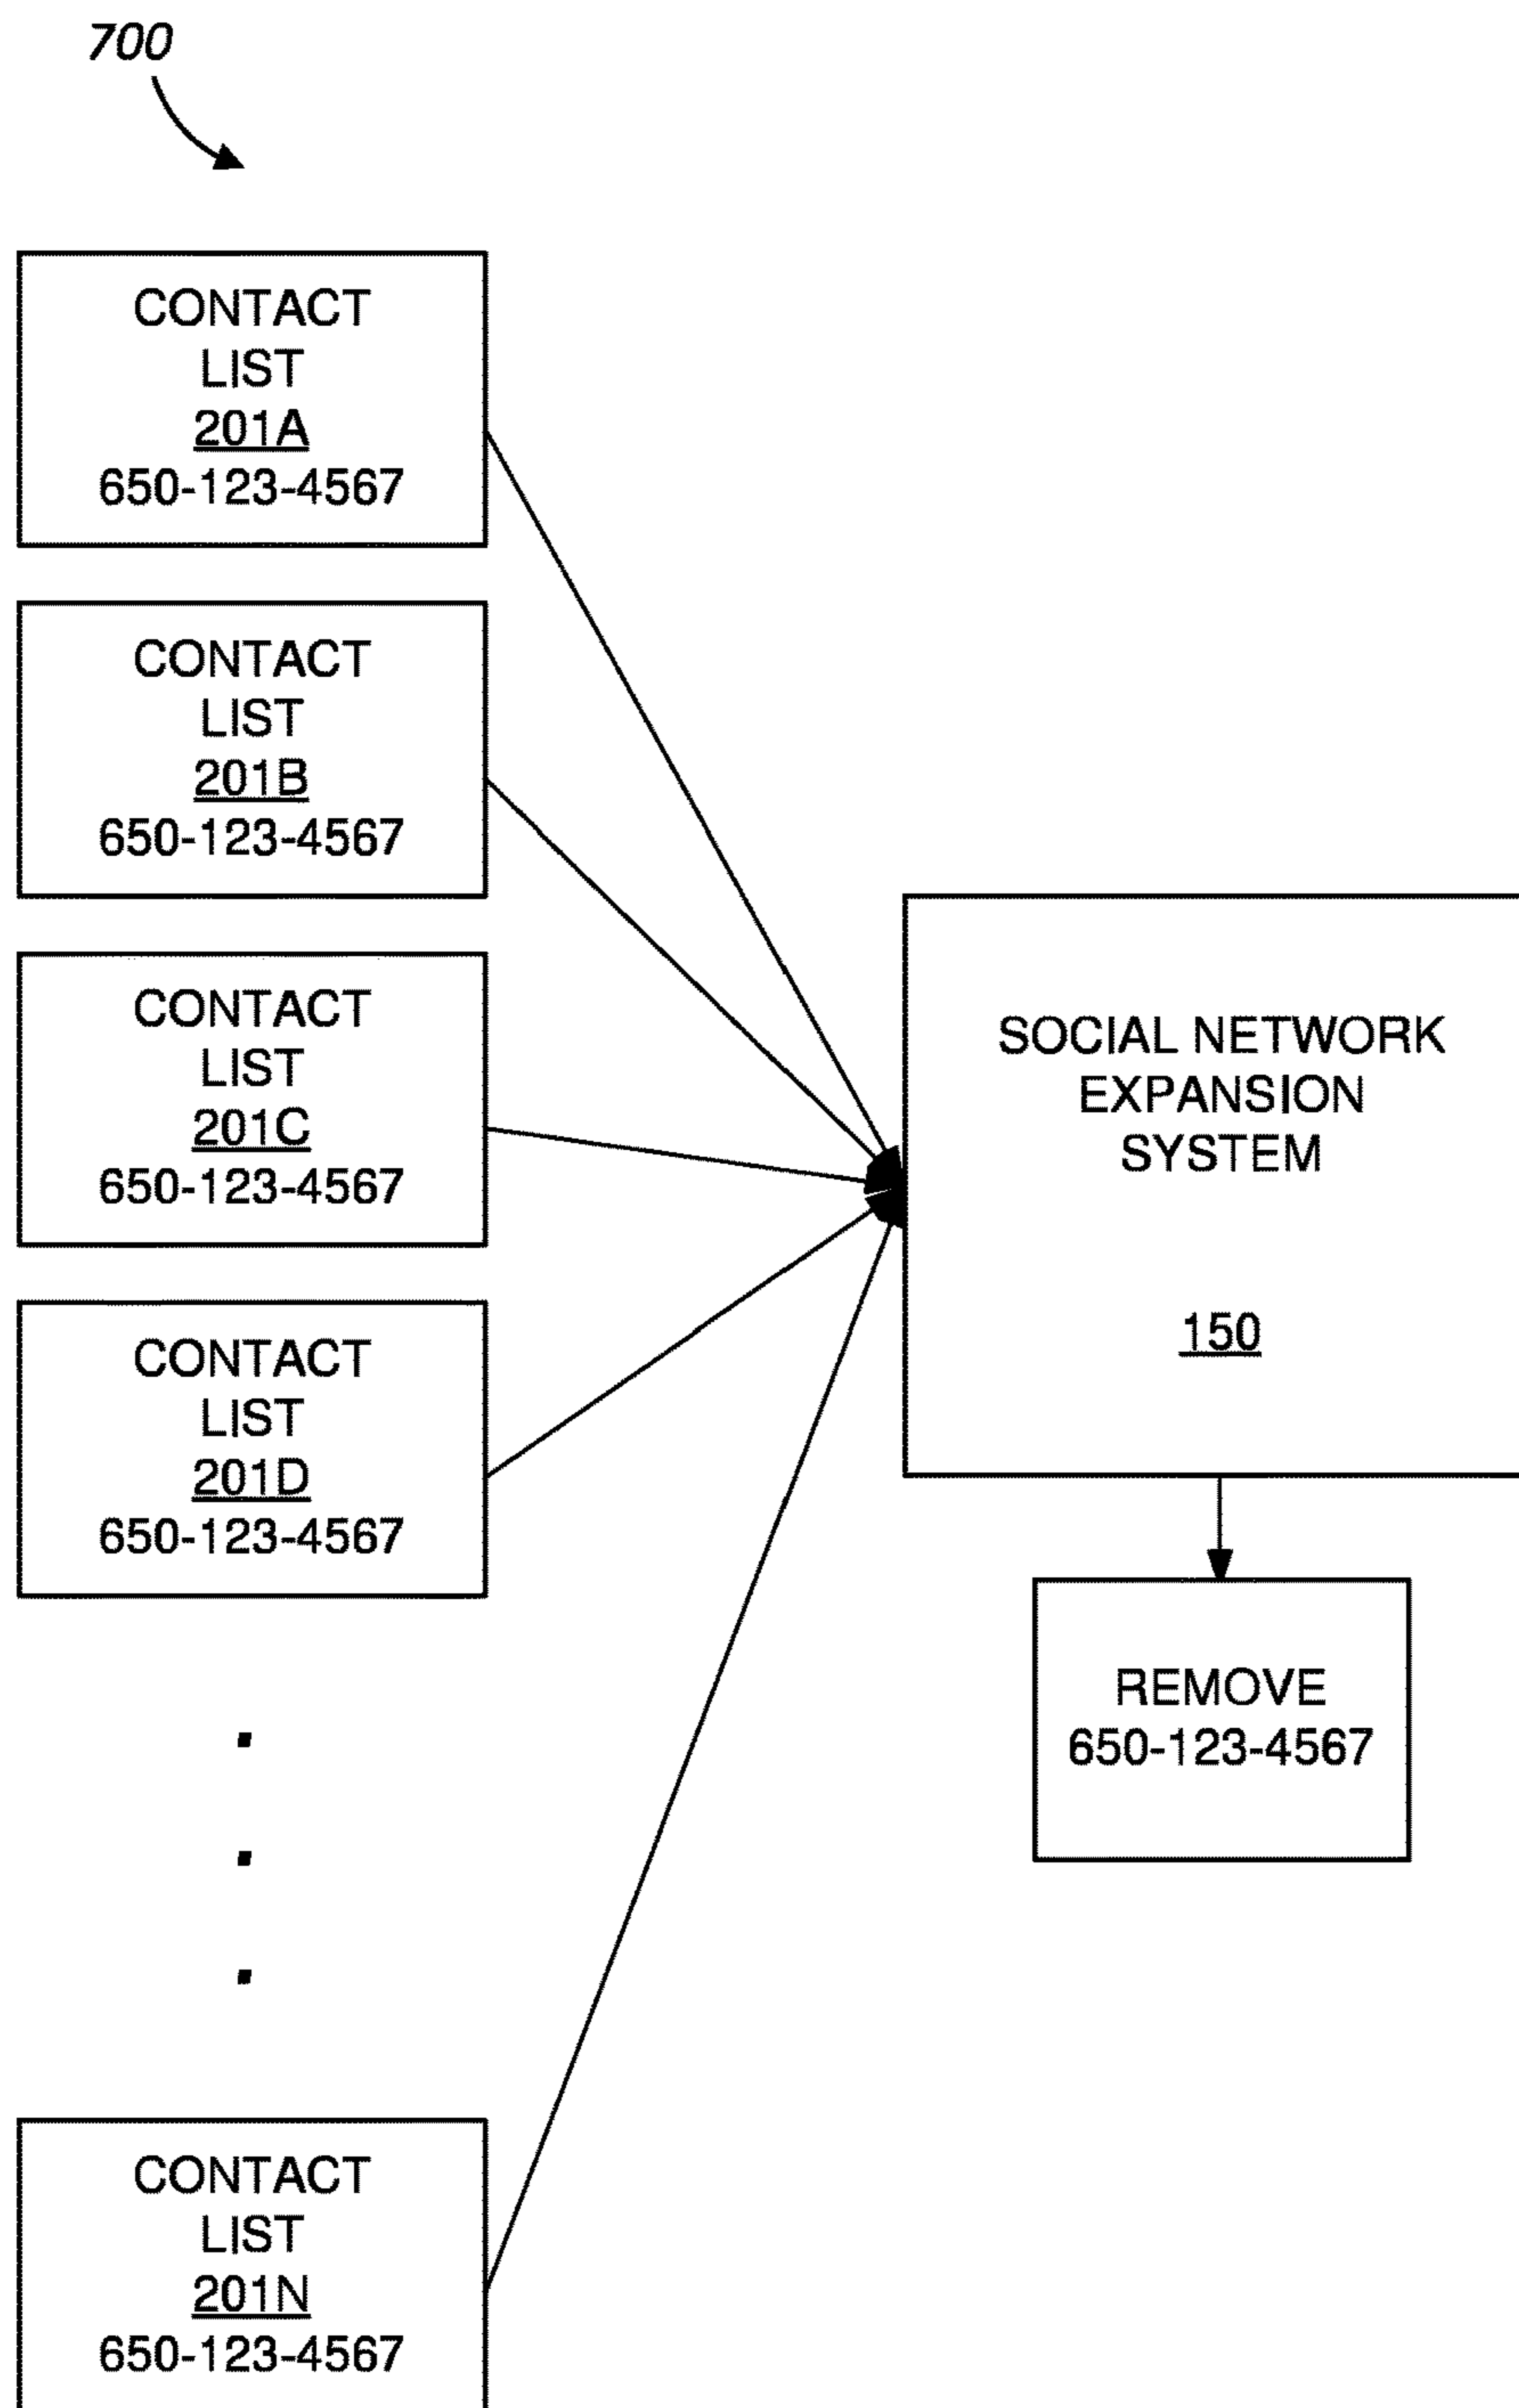 700
CONTACT
LIST
201A
650-123-4567
CONTACT
LIST
201B
650-123-4567
CONTACT
LIST
201C
650-123-4567
CONTACT
LIST
201D
650-123-4567
CONTACT
LIST
201N
650-123-4567
SOCIAL NETWORK
EXPANSION
SYSTEM
150
REMOVE
650-123-4567